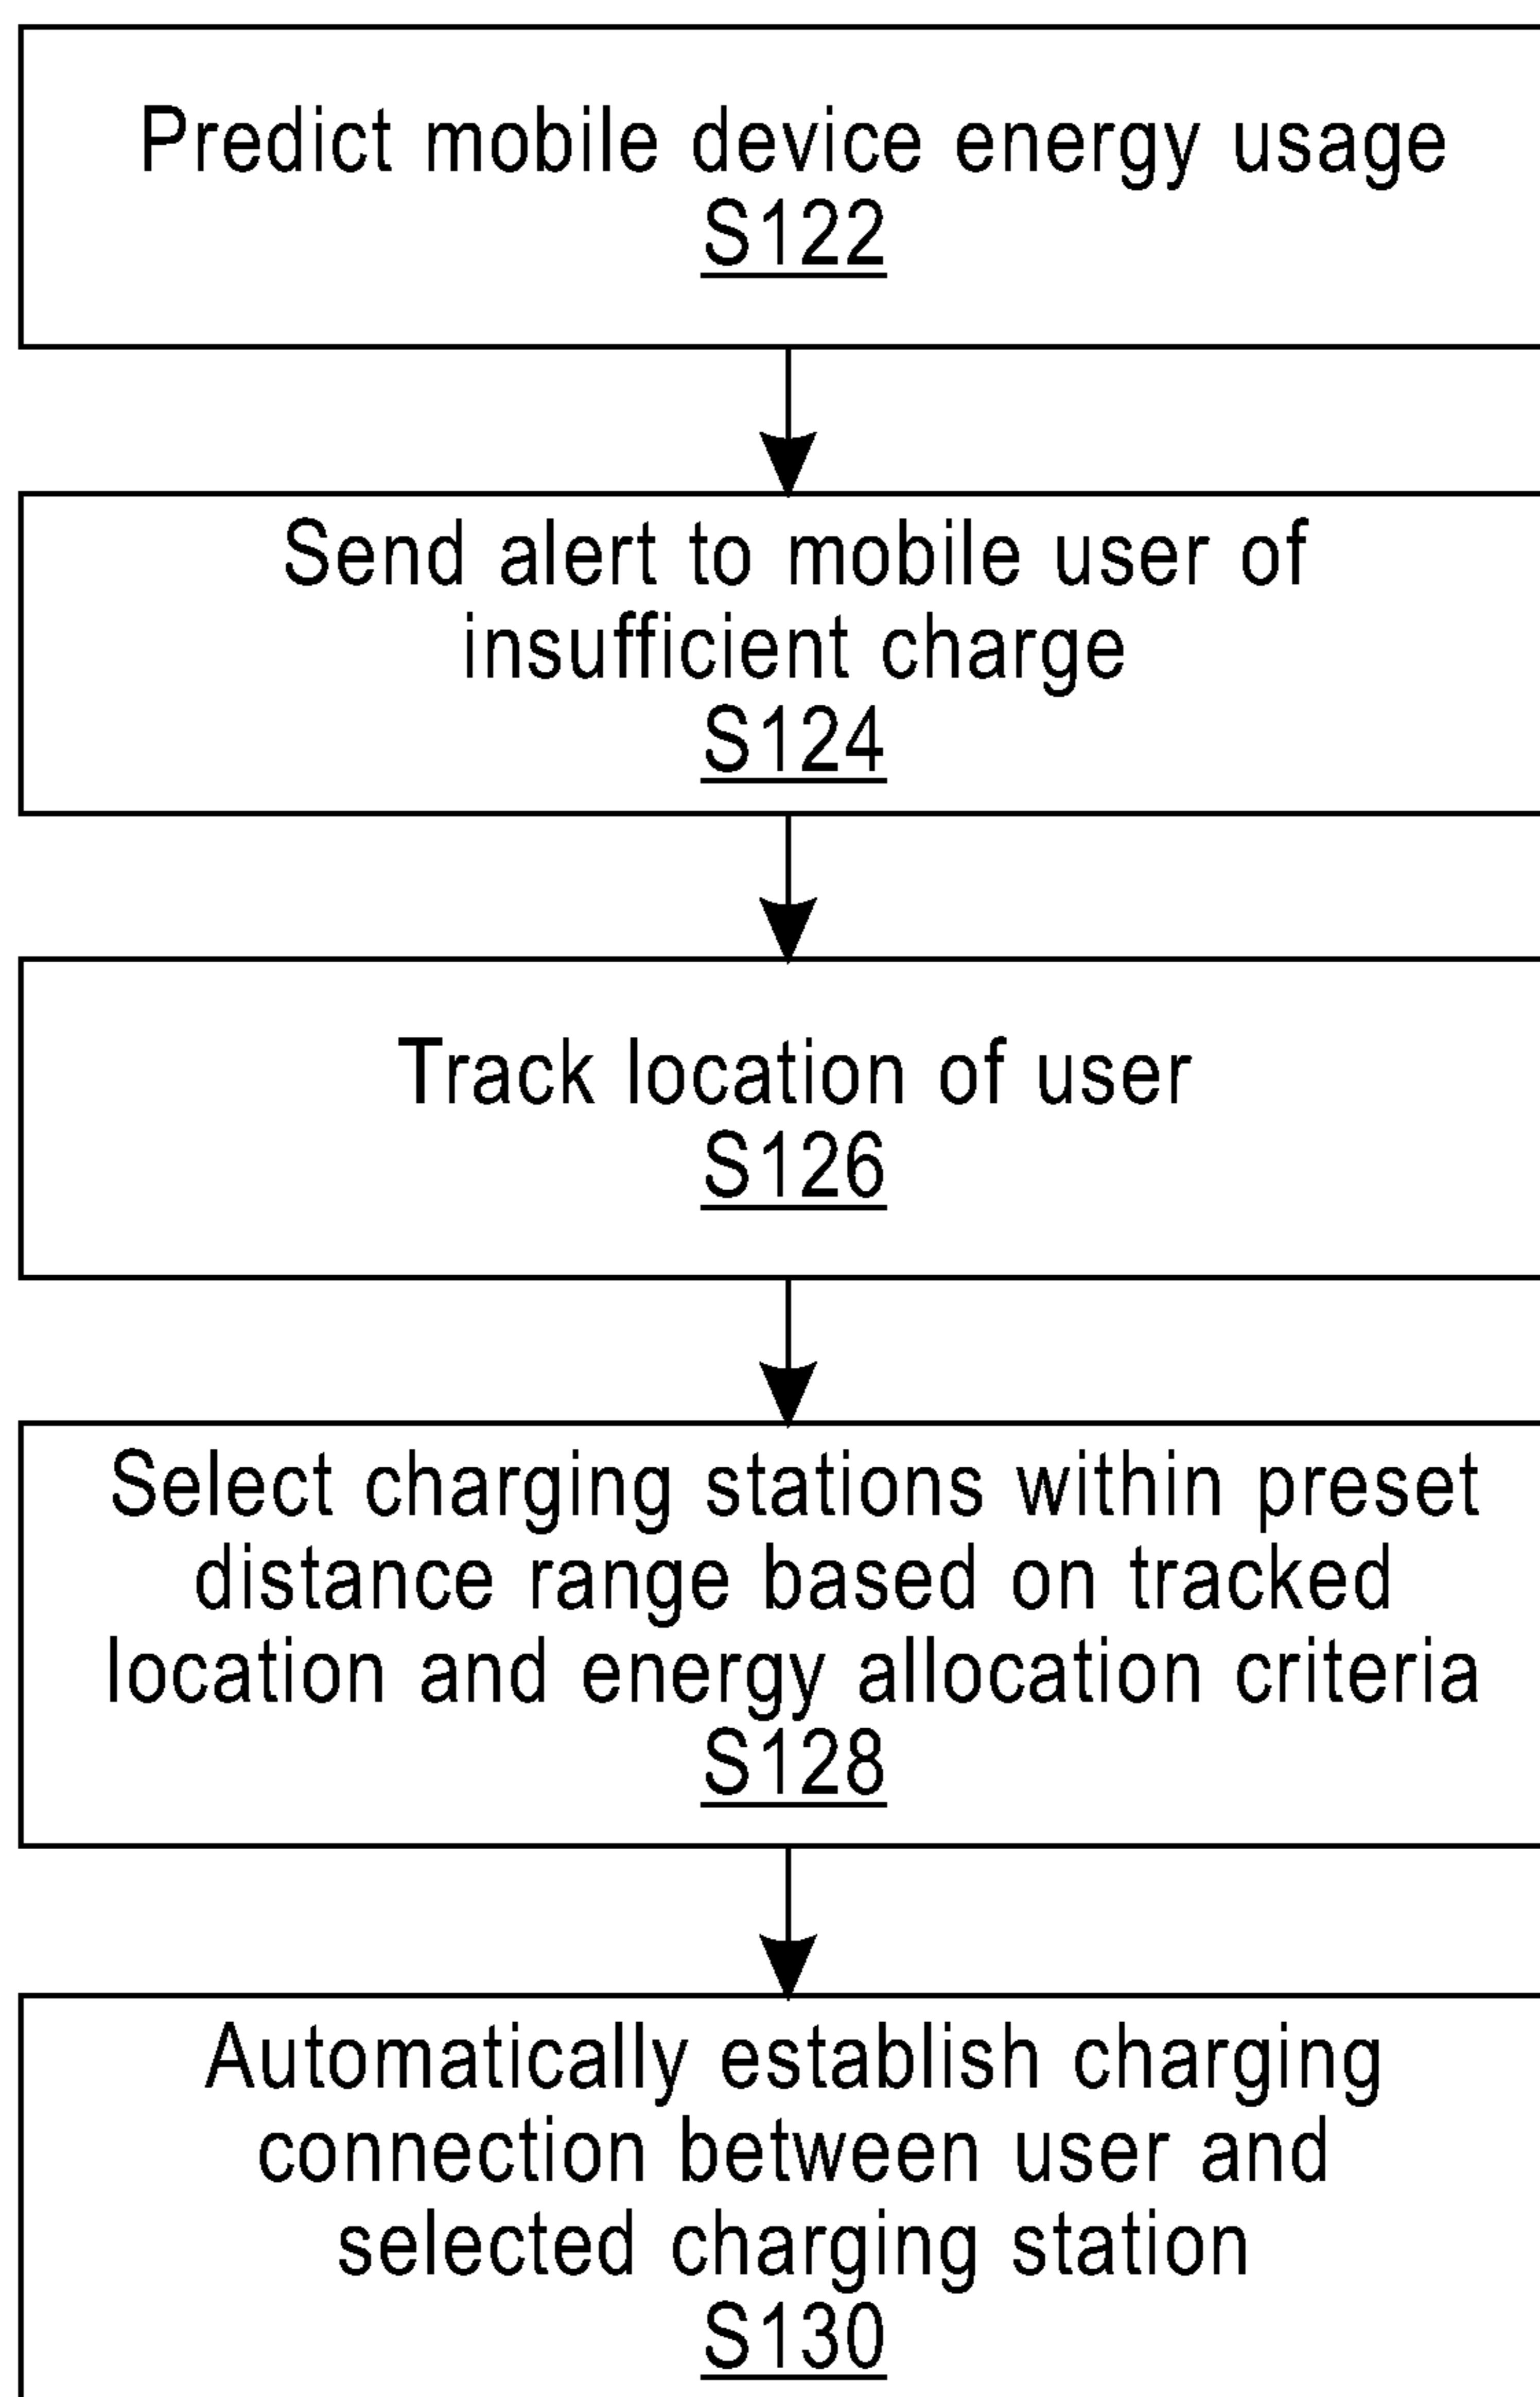 Predict mobile device energy usage
S122
Send alert to mobile user of
insufficient charge
S124
Track location of user
S126
Select charging stations within preset
distance range based on tracked
location and energy allocation criteria
S128
Automatically establish charging
connection between user and
selected charging station
S130